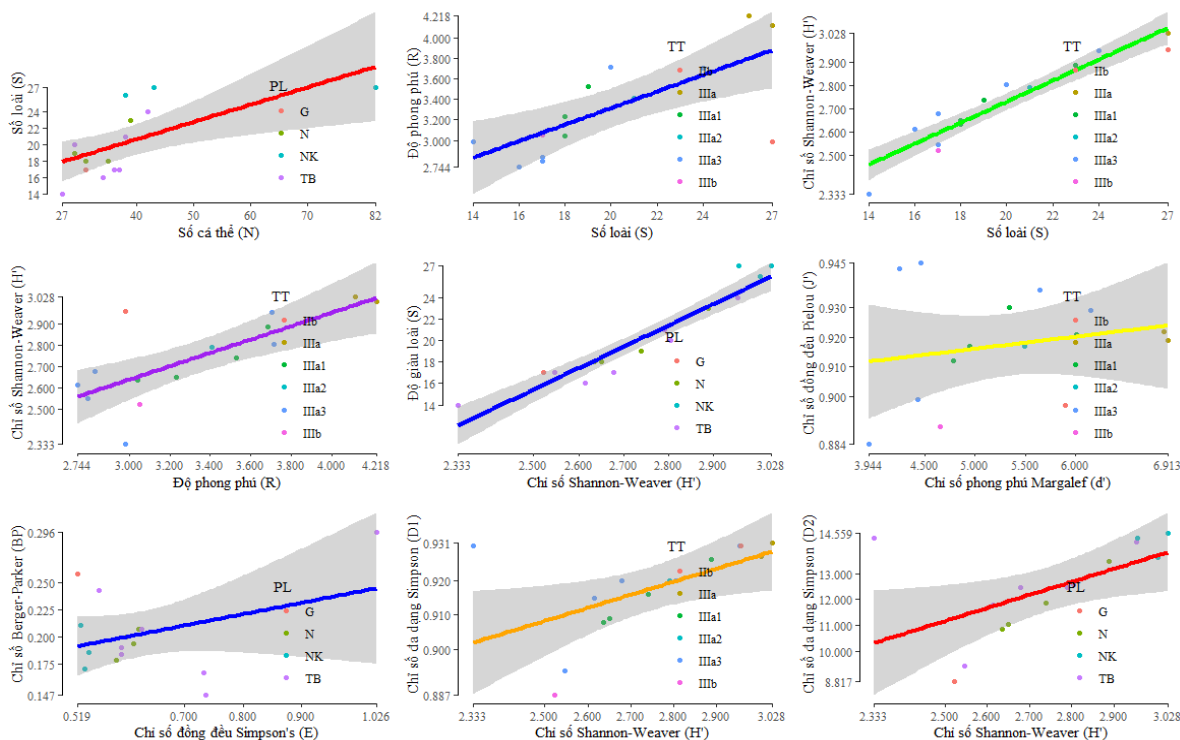 Số loài (S)
27
24
22
20
18
16
14
PL
G
N
NK
TB
27
40
50
60
70
82
Số cá thể (N)
Độ phong phú (R)
4.218
4.000
3.800
3.600
3.400
3.200
3.000
2.744
TT
IIb
IIIa
IIIa1
IIIa2
IIIa3
IIIb
14
16
18
20
22
24
27
Số loài (S)
Chỉ số Shannon-Weaver (H')
3.028
2.900
2.800
2.700
2.600
2.500
2.333
TT
IIb
IIIa
IIIa1
IIIa2
IIIa3
IIIb
14
16
18
20
22
24
27
Số loài (S)
Chỉ số Shannon-Weaver (H')
3.028
2.900
2.800
2.700
2.600
2.500
2.333
TT
IIb
IIIa
IIIa1
IIIa2
IIIa3
IIIb
2.744
3.000
3.200
3.400
3.600
3.800
4.000
4.218
Độ phong phú (R)
Độ giàu loài (S)
27
24
22
20
18
16
14
PL
G
N
NK
TB
2.333
2.500
2.600
2.700
2.800
2.900
3.028
Chỉ số Shannon-Weaver (H')
Chỉ số đồng đều Pielou (J')
0.945
0.930
0.920
0.910
0.900
0.884
TT
IIb
IIIa
IIIa1
IIIa2
IIIa3
IIIb
3.944
4.500
5.000
5.500
6.000
6.913
Chỉ số phong phú Margalef (d')
Chỉ số Berger-Parker (BP)
0.296
0.250
0.225
0.200
0.175
0.147
PL
G
N
NK
TB
0.519
0.700
0.800
0.900
1.026
Chỉ số đồng đều Simpson's (E)
Chỉ số đa dạng Simpson (D1)
0.931
0.920
0.910
0.900
0.887
TT
IIb
IIIa
IIIa1
IIIa2
IIIa3
IIIb
2.333
2.500
2.600
2.700
2.800
2.900
3.028
Chỉ số Shannon-Weaver (H')
Chỉ số đa dạng Simpson (D2)
14.559
13.000
12.000
11.000
10.000
8.817
PL
G
N
NK
TB
2.333
2.500
2.600
2.700
2.800
2.900
3.028
Chỉ số Shannon-Weaver (H')